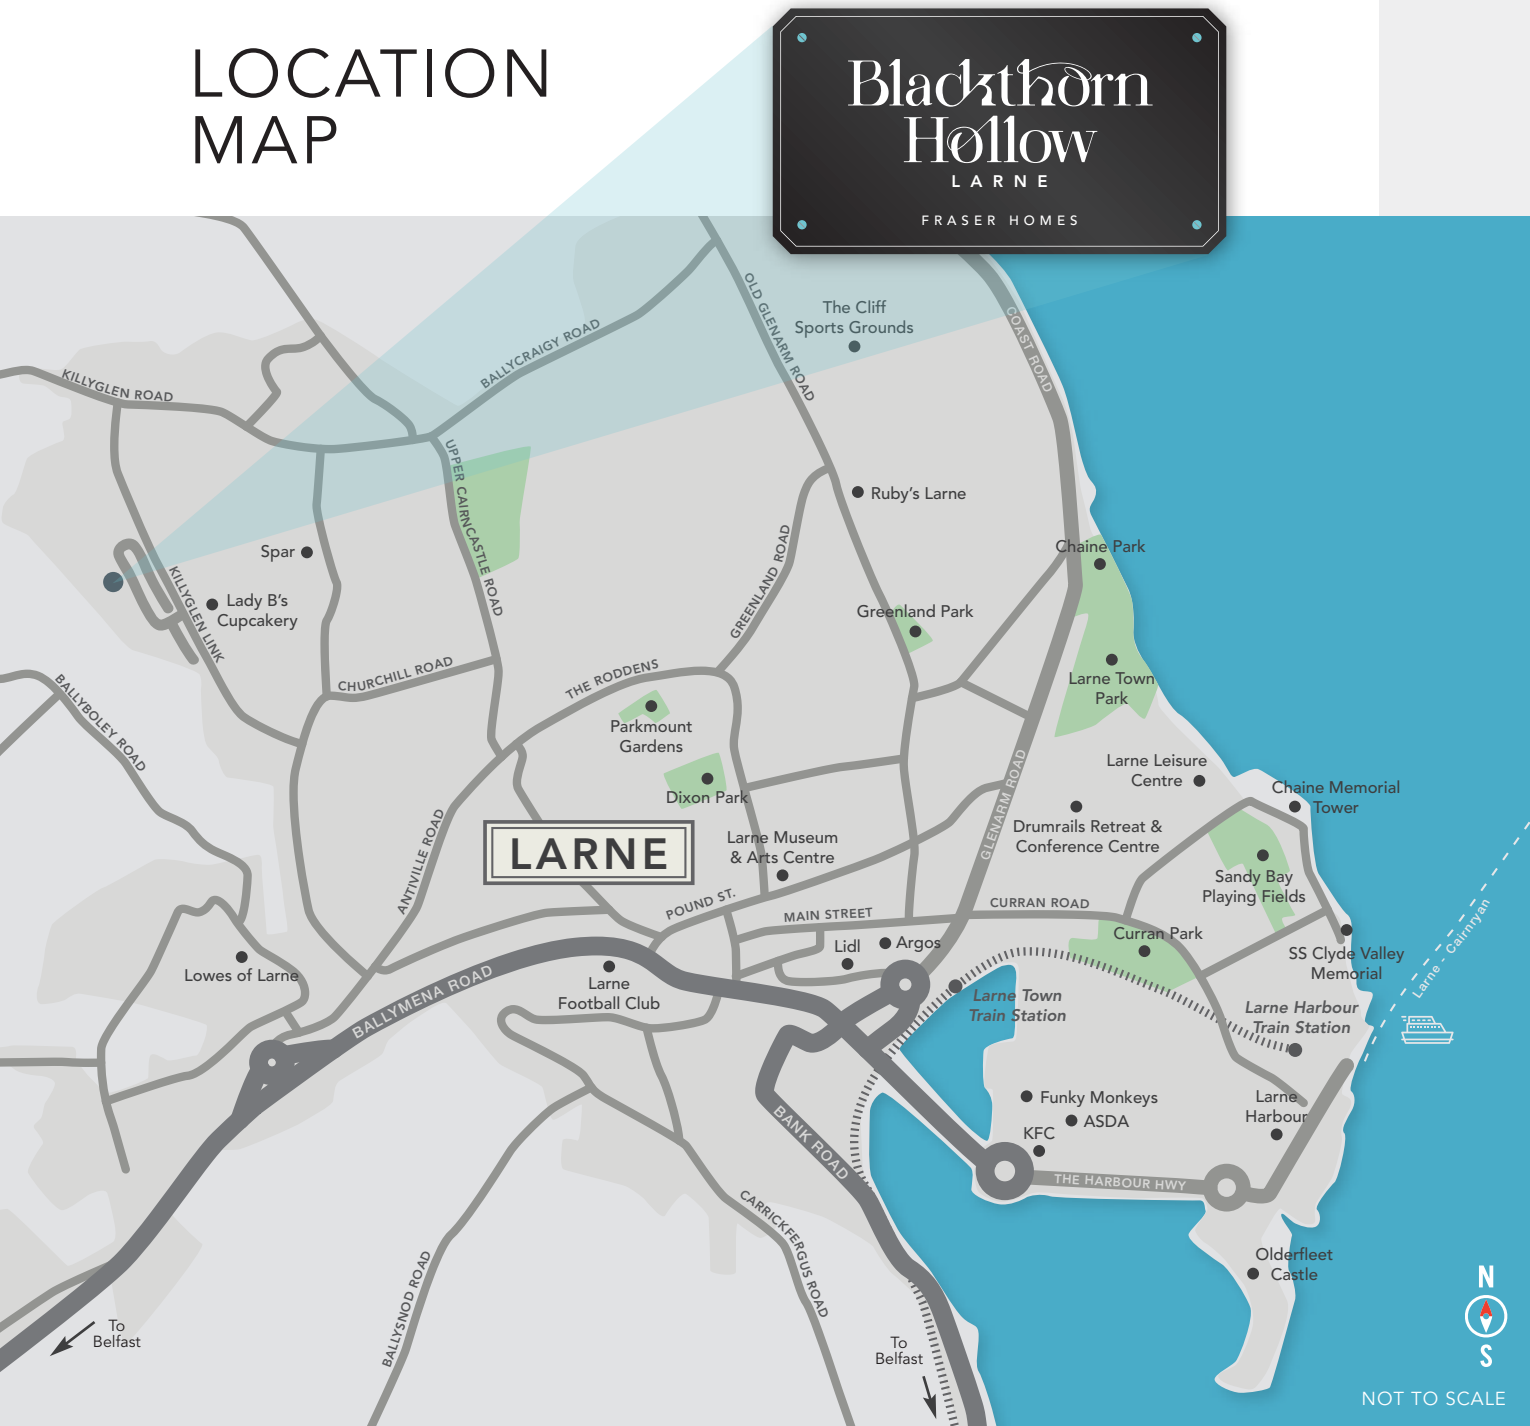 LOCATION
MAP
Blackthorn
Hollow
LARNE
FRASER HOMES
OLD GLENARM ROAD
The Cliff
Sports Grounds
COAST ROAD
BALLYCRAIGY ROAD
KILLYGLEN ROAD
UPPER CAIRNCASTLE ROAD
Ruby's Larne
Chaine Park
Spar
GREENLAND ROAD
KILLYGLEN LINK
Lady B's
Cupcakery
Greenland Park
CHURCHILL ROAD
THE RODDENS
Larne Town
Park
BALLYBOLEY ROAD
Parkmount
Gardens
Larne Leisure
Centre
Chaine Memorial
Tower
Dixon Park
GLENARM ROAD
Drumrails Retreat &
Conference Centre
LARNE
Larne Museum
& Arts Centre
ANTIVILLE ROAD
Sandy Bay
Playing Fields
POUND ST.
MAIN STREET
CURRAN ROAD
Curran Park
Larne - Cairnryan
Lidl
Argos
SS Clyde Valley
Memorial
Lowes of Larne
BALLYMENA ROAD
Larne
Football Club
Larne Town
Train Station
Larne Harbour
Train Station
Funky Monkeys
ASDA
KFC
Larne
Harbour
BANK ROAD
THE HARBOUR HWY
CARRICKFERGUS ROAD
Olderfleet
Castle
BALLYSNOD ROAD
To
Belfast
To
Belfast
N
S
NOT TO SCALE